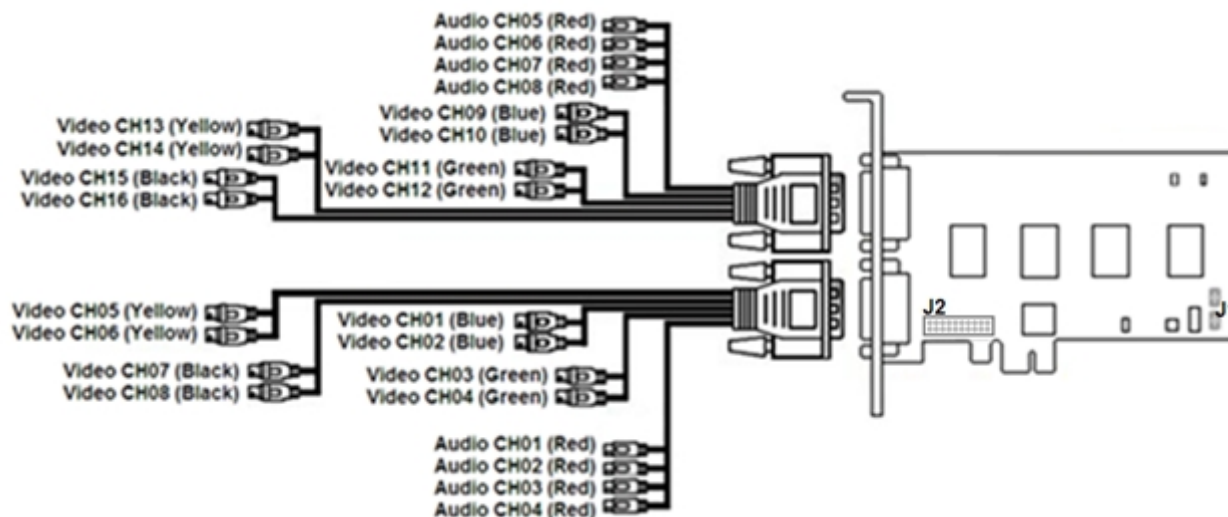 Audio CH05 (Red)
Audio CH06 (Red)
Audio CH07 (Red)
Audio CH08 (Red)
Video CH09 (Blue)
Video CH10 (Blue)
Video CH13 (Yellow)
Video CH14 (Yellow)
Video CH11 (Green)
Video CH12 (Green)
Video CH15 (Black)
Video CH16 (Black)
Video CH05 (Yellow)
Video CH06 (Yellow)
Video CH01 (Blue)
Video CH02 (Blue)
Video CH07 (Black)
Video CH08 (Black)
Video CH03 (Green)
Video CH04 (Green)
Audio CH01 (Red)
Audio CH02 (Red)
Audio CH03 (Red)
Audio CH04 (Red)
J2
J